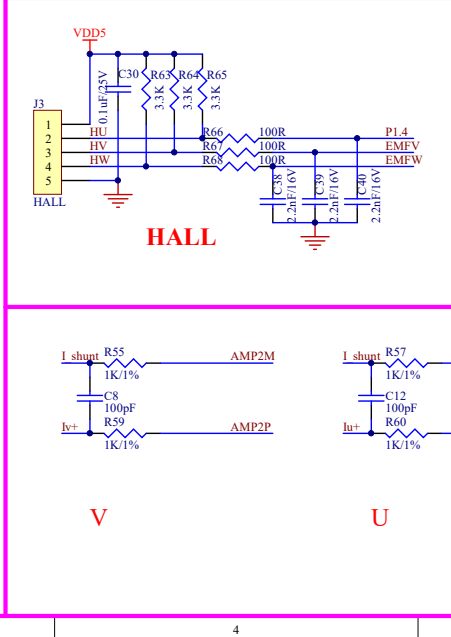 VDD5
C30
0.1uF/25V
R63
3.3K
R64
3.3K
R65
3.3K
J3
1
2
3
4
5
HALL
HU
HV
HW
R66
100R
P1.4
R67
100R
EMFV
R68
100R
EMFW
C38
2.2nF/16V
C39
2.2nF/16V
C40
2.2nF/16V
HALL
I_shunt
R55
1K/1%
AMP2M
C8
100pF
Iv+
R59
1K/1%
AMP2P
V
I_shunt
R57
1K/1%
C12
100pF
Iu+
R60
1K/1%
U
4